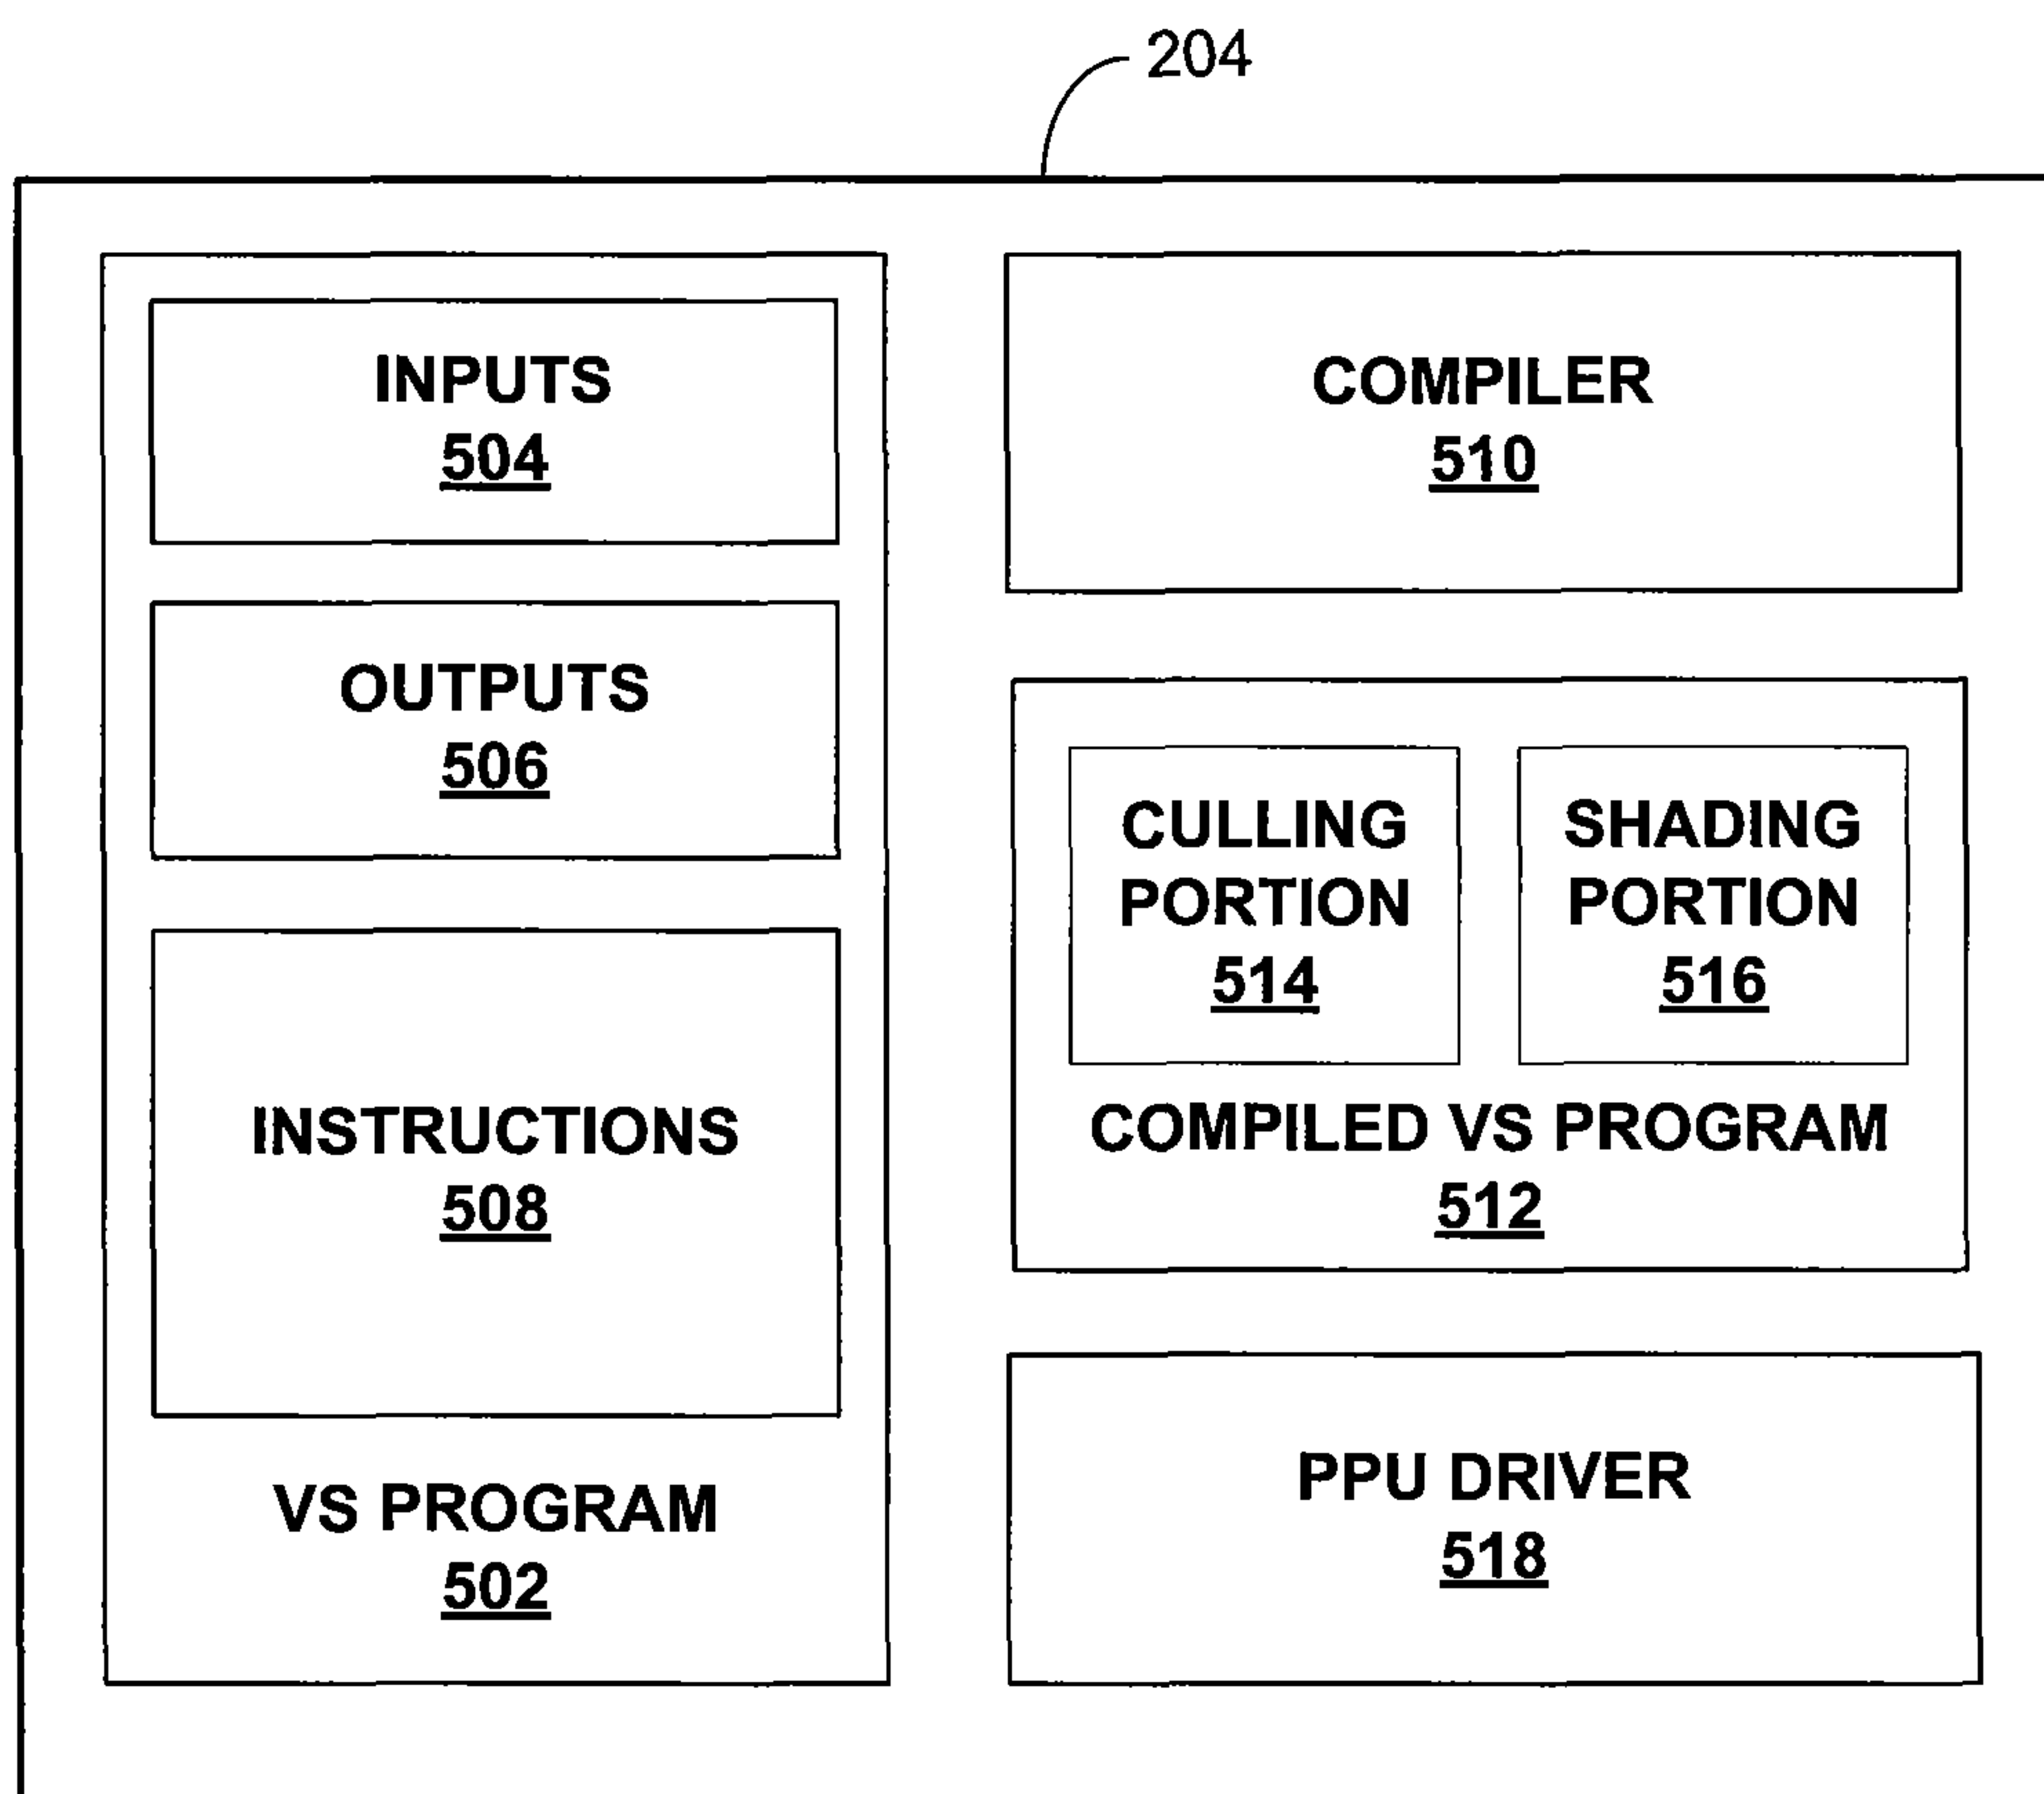 204
INPUTS
504
OUTPUTS
506
INSTRUCTIONS
508
VS PROGRAM
502
COMPILER
510
CULLING
PORTION
514
SHADING
PORTION
516
COMPILED VS PROGRAM
512
PPU DRIVER
518